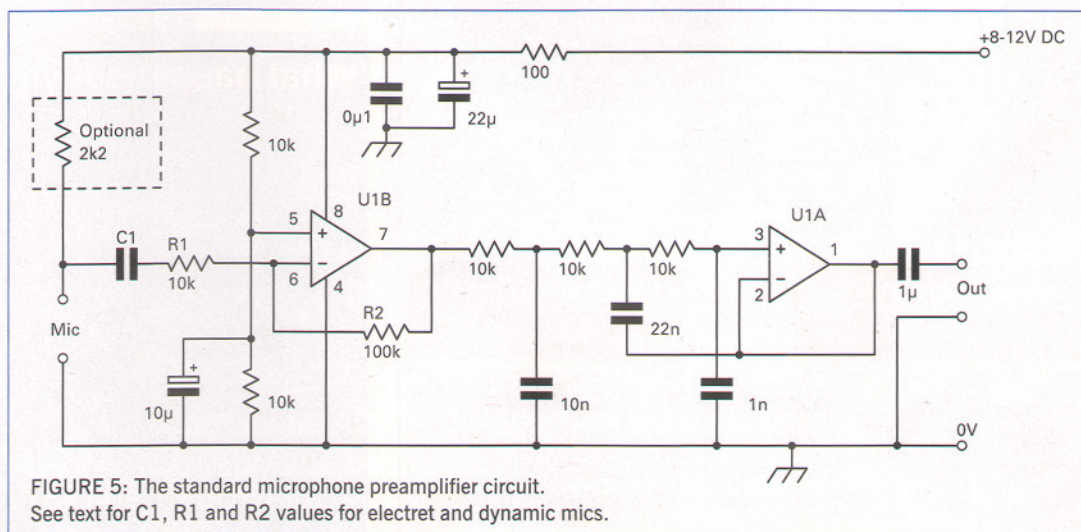 +8-12V DC
100
Optional
2k2
10k
0µ1
+
22µ
U1B
U1A
C1
R1
10k
5
+
8
7
6
−
4
10k
10k
10k
3
+
1
−
2
1µ
Out
Mic
R2
100k
22n
+
10µ
10k
10n
1n
0V
FIGURE 5: The standard microphone preamplifier circuit.
See text for C1, R1 and R2 values for electret and dynamic mics.